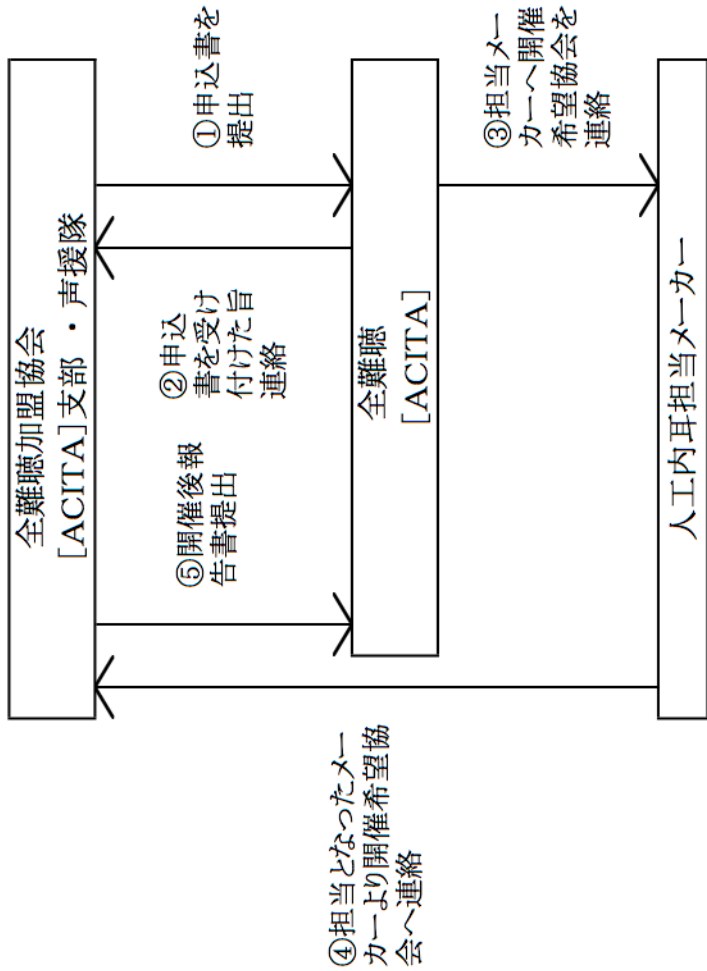 全難聴加盟協会
[ACITA]支部・声援隊
①申込書を
提出
②申込
書を受け
付けた旨
連絡
⑤開催後報
告書提出
全難聴
[ACITA]
③担当メー
カーへ開催
希望協会を
連絡
④担当となったメー
カーより開催希望協
会へ連絡
人工内耳担当メーカー